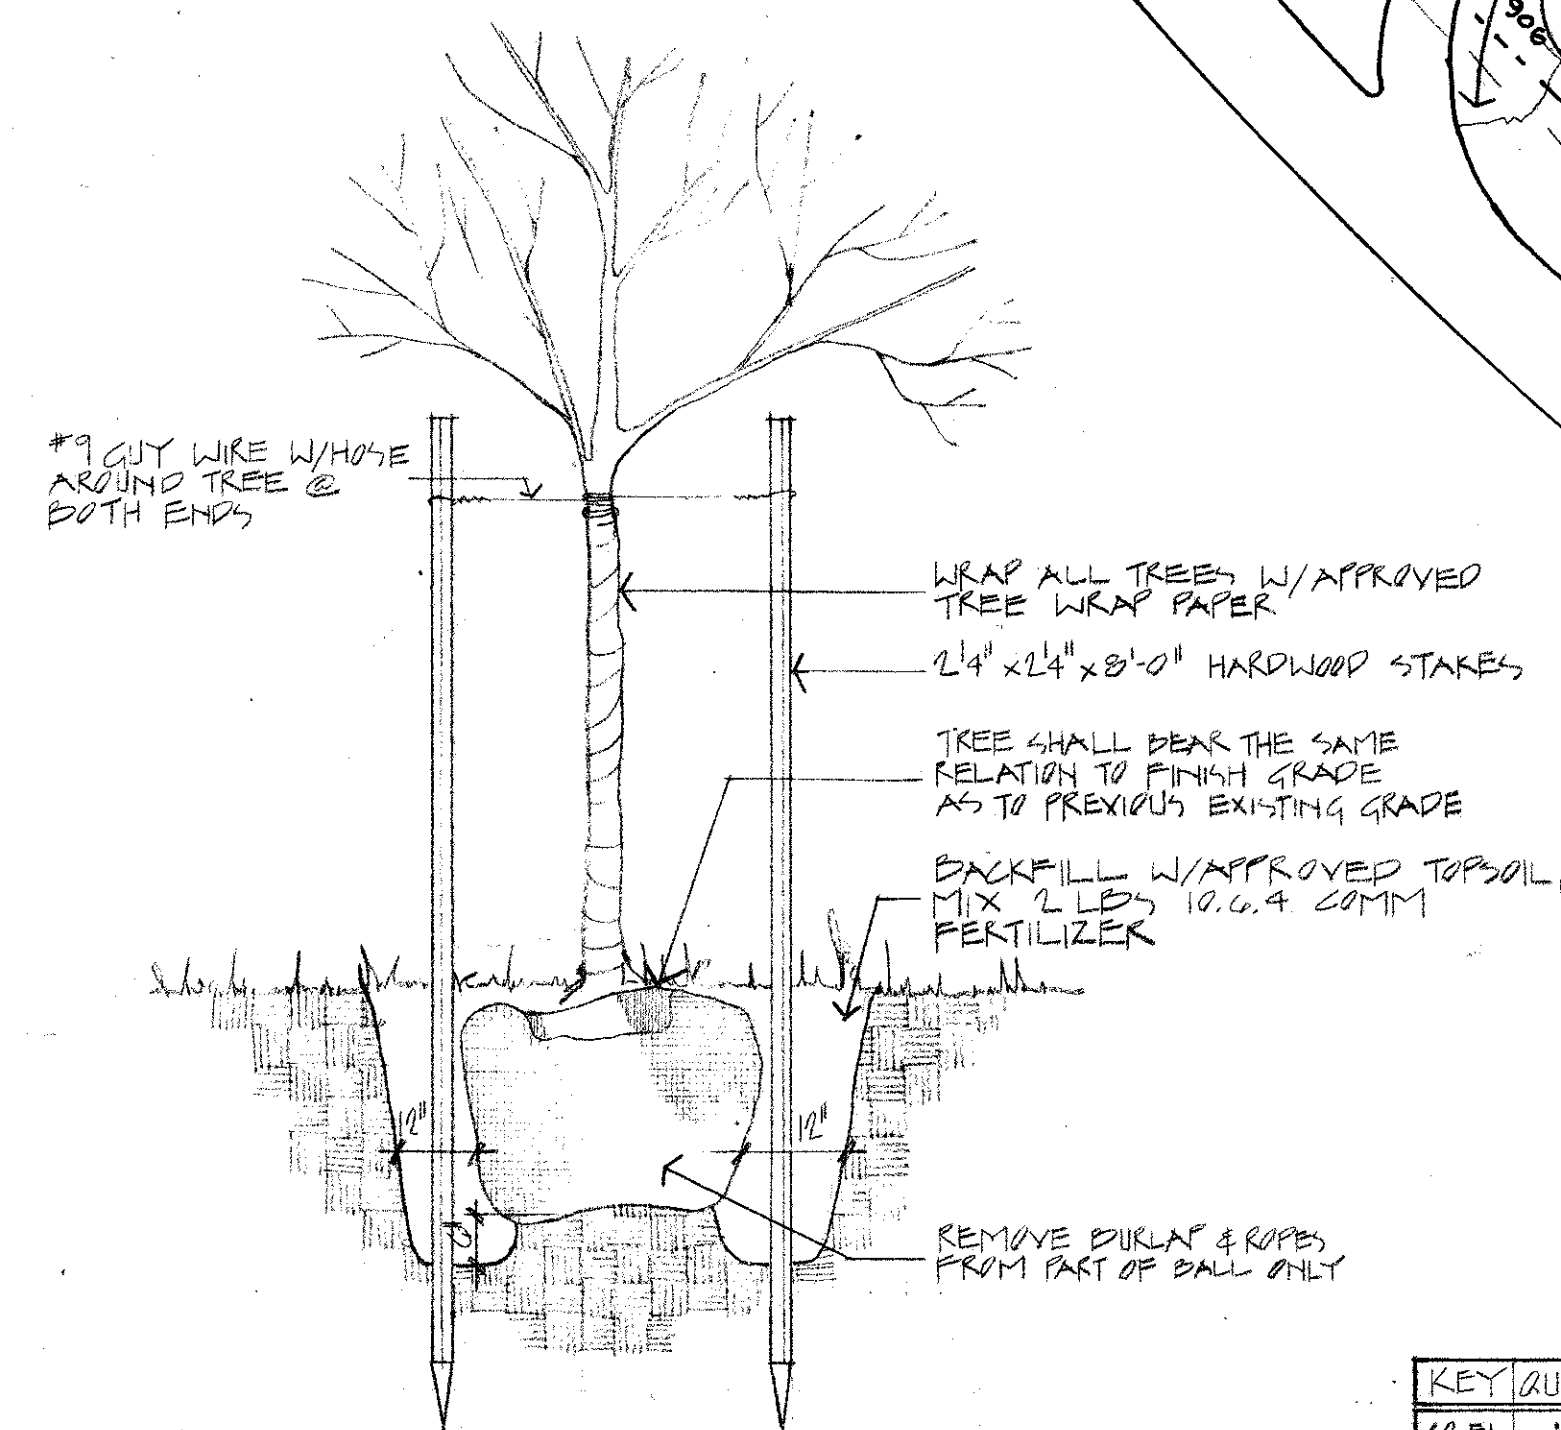 906
#9 GUY WIRE W/HOSE
AROUND TREE @
BOTH ENDS
WRAP ALL TREES W/APPROVED
TREE WRAP PAPER
2'4" x 2'4" x 8'-0" HARDWOOD STAKES
TREE SHALL BEAR THE SAME
RELATION TO FINISH GRADE
AS TO PREVIOUS EXISTING GRADE
BACKFILL W/APPROVED TOPSOIL,
MIX 2 LBS 10.6.4 COMM
FERTILIZER
12" 12"
REMOVE BURLAP & ROPES
FROM PART OF BALL ONLY
KEY QU